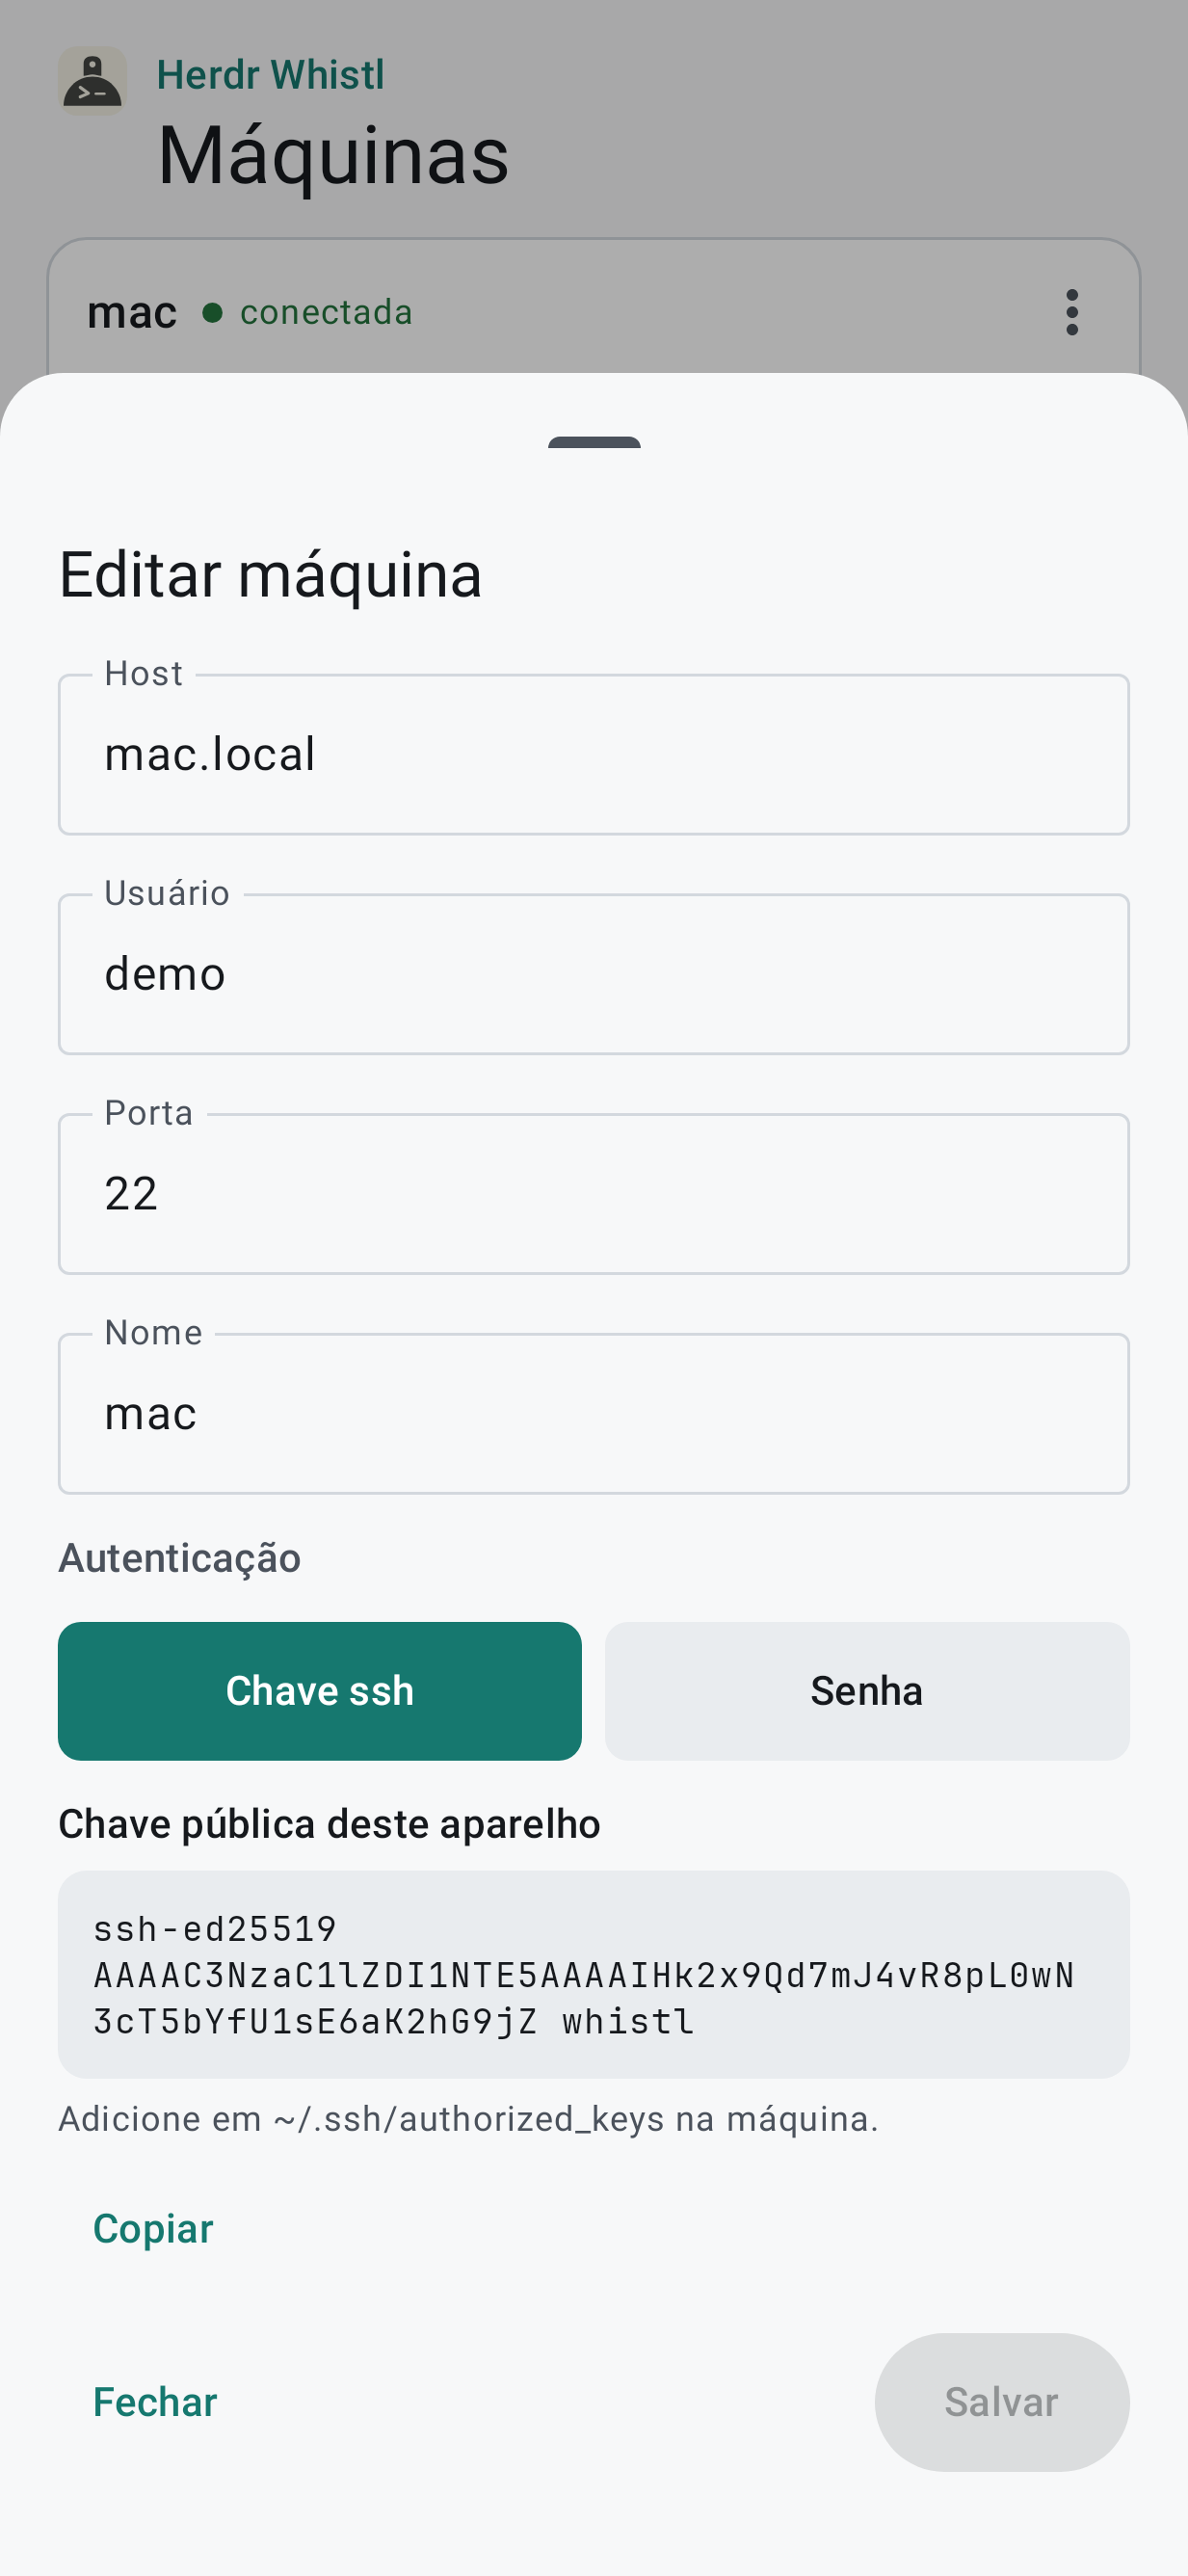 Herdr Whistl
Máquinas
mac conectada
Editar máquina
Host
mac.local
Usuário
demo
Porta
22
Nome
mac
Autenticação
Chave ssh
Senha
Chave pública deste aparelho
ssh-ed25519
AAAAC3NzaC1lZDI1NTE5AAAAIHk2x9Qd7mJ4vR8pL0wN
3cT5bYfU1sE6aK2hG9jZ whistl
Adicione em ~/.ssh/authorized_keys na máquina.
Copiar
Fechar
Salvar